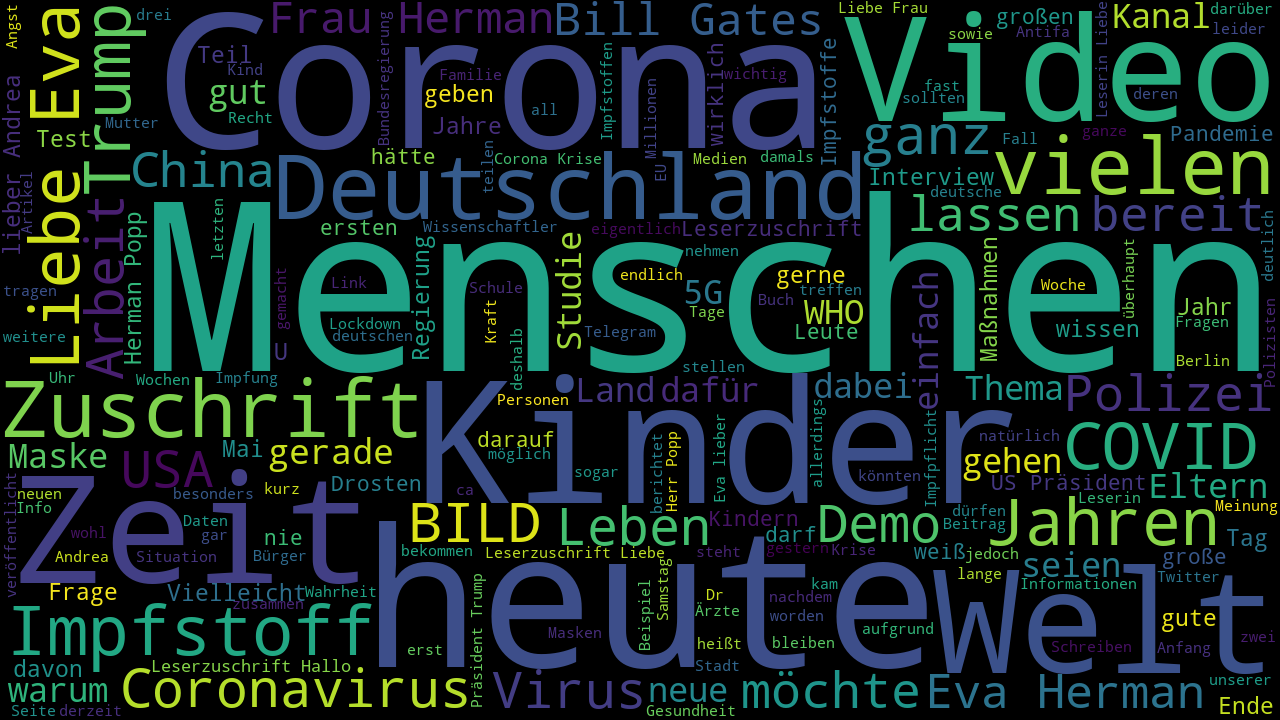 Angst
drei
Frau Herman
Bill Gates
Liebe Frau
großen
Kanal
darüber
Corona
Video
Liebe Eva
Trump
Teil
Kind
gut
Recht
Bundesregierung
Familie
geben
Jahre
all
Impfstoffen
Millionen
wirklich
wichtig
Impfstoffe
sowie
Antifa
fast
sollten
Leserin Liebe
deren
leider
lieber Andrea
Test
Mutter
ganz
Fall
ganze
Pandemie
China
hätte
teilen
Corona Krise
EU
Medien
damals
Interview
deutsche
vielen
Artikel
Arbeit
Deutschland
lassen
bereit
letzten
ersten
Wissenschaftler
eigentlich
Leserzuschrift
Menschen
Herman Popp
tragen
weitere
gemacht
U
Link
Lockdown
deutschen
Regierung
Schule
Kraft
deshalb
Studie
Telegram
nehmen
endlich
5G
Tage
Buch
gerne
treffen
WHO
Leute
einfach
Maßnahmen
Woche
wissen
überhaupt
Jahr
Fragen
Berlin
deutlich
Polizisten
Uhr
Wochen
Impfung
stellen
Zuschrift
Personen
Land
dafür
dabei
Thema
Polizei
Kinder
Maske
USA
Mai
gerade
Drosten
darauf
möglich
sogar
berichtet
Herr Popp
Eva lieber
allerdings
könnten
Impfpflicht
natürlich
gehen
US Präsident
COVID
Eltern
Leserin
Meinung
veröffentlicht
neuen
Info
besonders
kurz
ca
Zeit
wohl
Daten
gar
nie
Andrea
Situation
Bürger
BILD
Leben
Kindern
darf
Demo
dürfen
Beitrag
Jahren
Tag
bekommen
Leserzuschrift Liebe
steht
gestern
Krise
weiß
jedoch
seien
große
Frage
Vielleicht
Wahrheit
zusammen
heute
Welt
lange
Informationen
Twitter
Präsident Trump
Beispiel
Samstag
Dr
Ärzte
kam
nachdem
worden
gute
Impfstoff
erst
Masken
heißt
bleiben
aufgrund
Schreiben
Anfang
zwei
davon
Leserzuschrift Hallo
Stadt
unserer
warum
Coronavirus
Virus
neue
möchte
Eva Herman
Seite
derzeit
Gesundheit
Ende